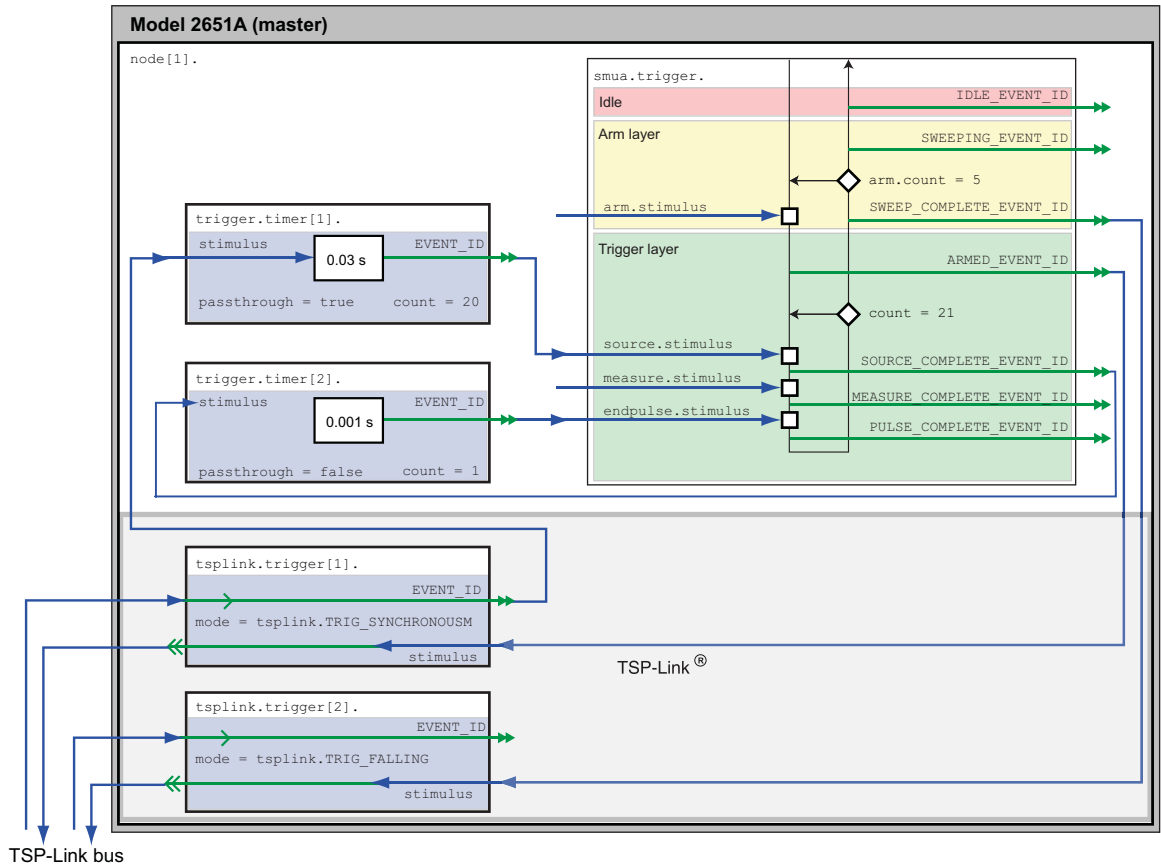 Model 2651A (master)
node[1].
smua.trigger.
Idle
IDLE_EVENT_ID
Arm layer
SWEEPING_EVENT_ID
arm.count = 5
arm.stimulus
SWEEP_COMPLETE_EVENT_ID
Trigger layer
ARMED_EVENT_ID
count = 21
source.stimulus
SOURCE_COMPLETE_EVENT_ID
measure.stimulus
MEASURE_COMPLETE_EVENT_ID
endpulse.stimulus
PULSE_COMPLETE_EVENT_ID
trigger.timer[1].
stimulus
EVENT_ID
0.03 s
passthrough = true
count = 20
trigger.timer[2].
stimulus
EVENT_ID
0.001 s
passthrough = false
count = 1
tsplink.trigger[1].
EVENT_ID
mode = tsplink.TRIG_SYNCHRONOUSM
stimulus
TSP-Link ®
tsplink.trigger[2].
EVENT_ID
mode = tsplink.TRIG_FALLING
stimulus
TSP-Link bus